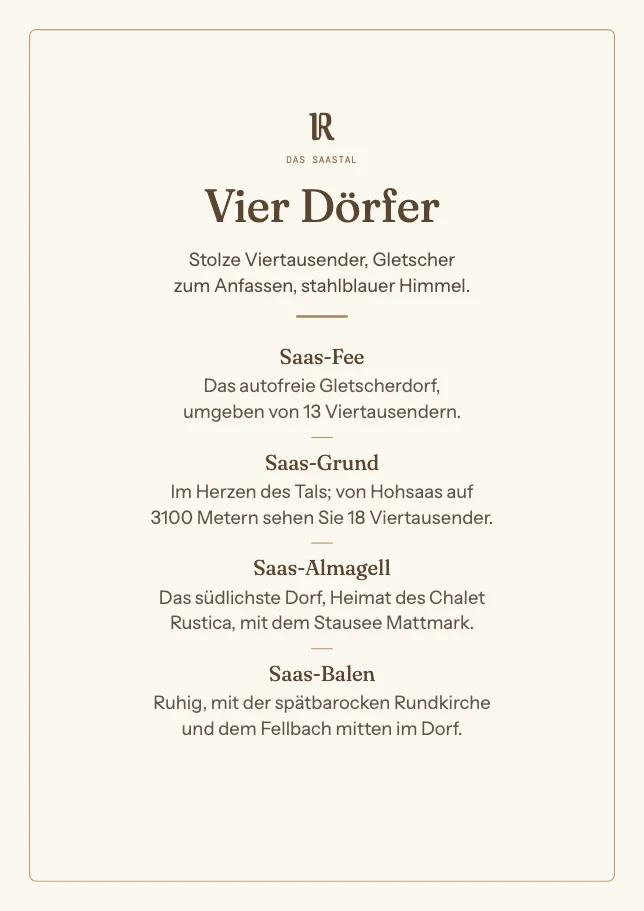 R
DAS SAASTAL
Vier Dörfer
Stolze Viertausender, Gletscher
zum Anfassen, stahlblauer Himmel.
Saas-Fee
Das autofreie Gletscherdorf,
umgeben von 13 Viertausendern.
Saas-Grund
Im Herzen des Tals; von Hohsaas auf
3100 Metern sehen Sie 18 Viertausender.
Saas-Almagell
Das südlichste Dorf, Heimat des Chalet
Rustica, mit dem Stausee Mattmark.
Saas-Balen
Ruhig, mit der spätbarocken Rundkirche
und dem Fellbach mitten im Dorf.